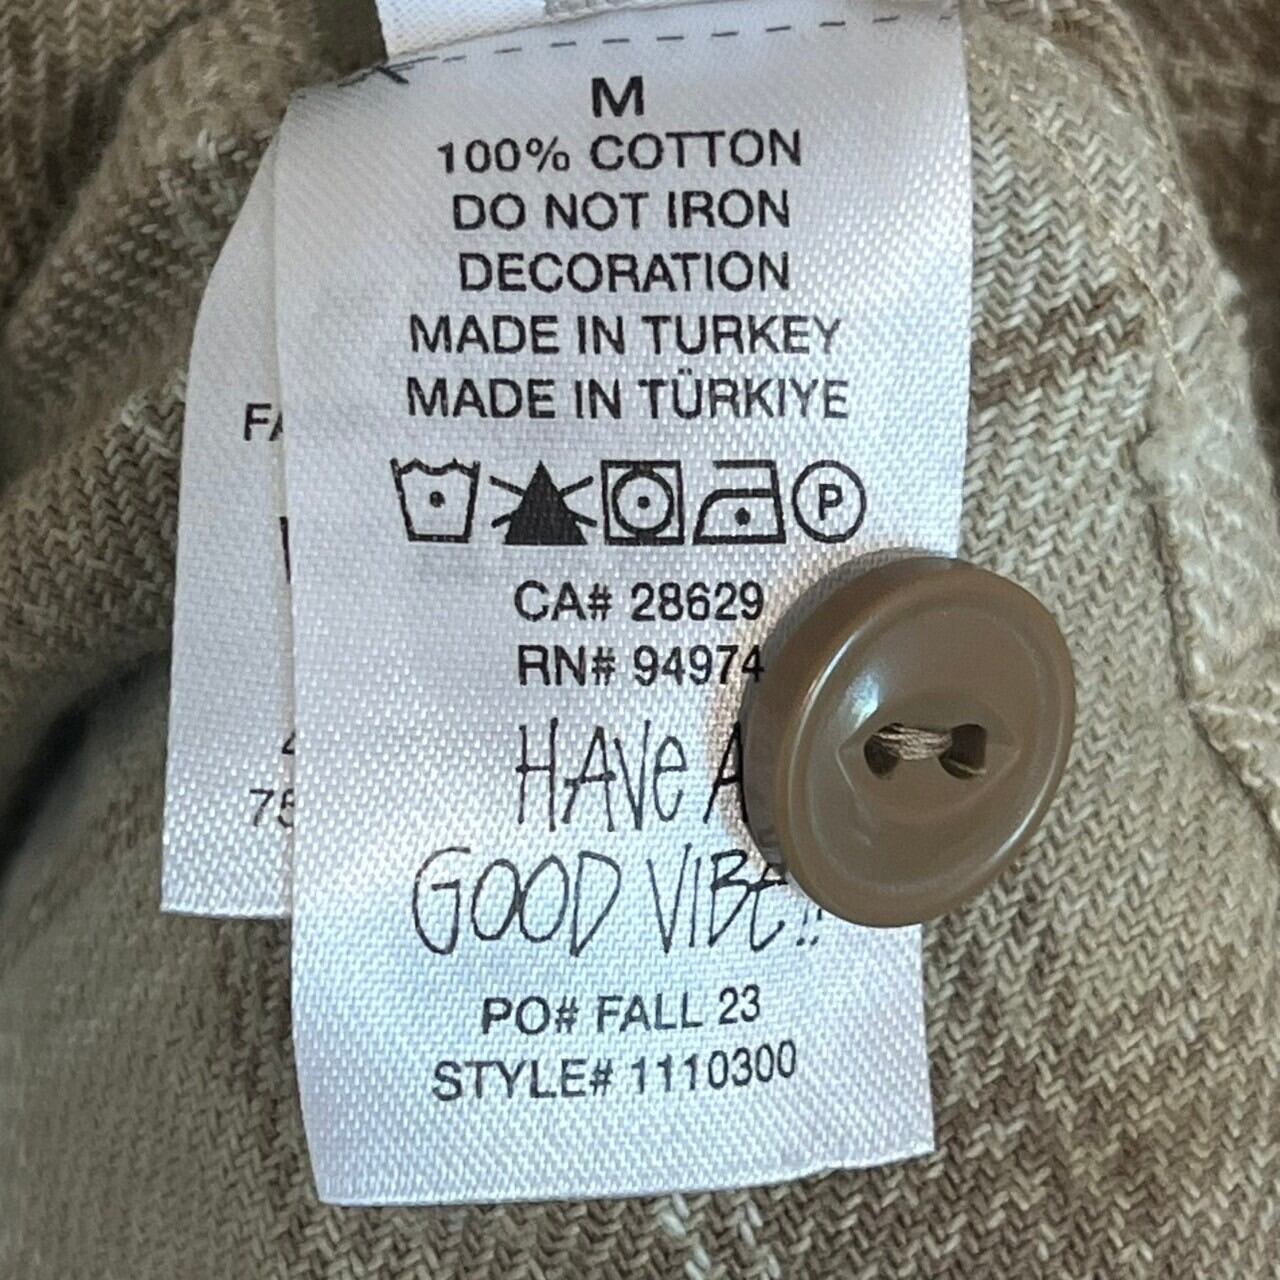 M
100% COTTON
DO NOT IRON
DECORATION
MADE IN TURKEY
MADE IN TÜRKIYE
P
CA# 28629
RN# 94974
HAVE A
GOOD VIBE!!
PO# FALL 23
STYLE# 1110300